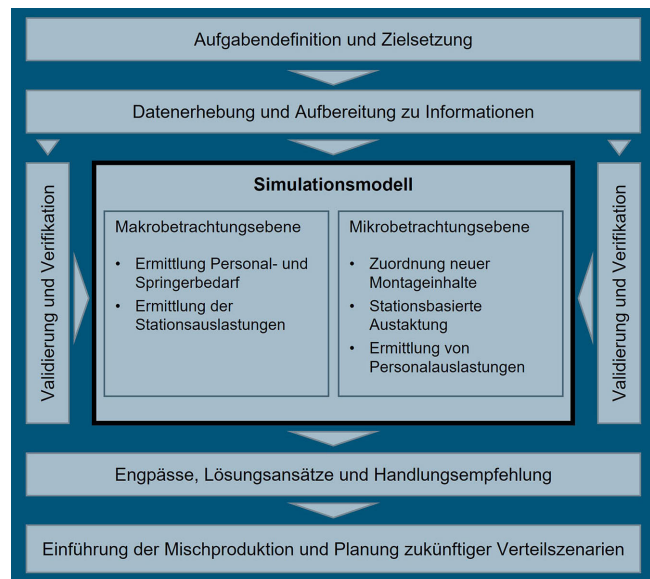 Aufgabendefinition und Zielsetzung
Datenerhebung und Aufbereitung zu Informationen
Validierung und Verifikation
Simulationsmodell
Makrobetrachtungsebene
• Ermittlung Personal- und
Springerbedarf
• Ermittlung der
Stationsauslastungen
Mikrobetrachtungsebene
• Zuordnung neuer
Montageinhalte
• Stationsbasierte
Austaktung
• Ermittlung von
Personalauslastungen
Validierung und Verifikation
Engpässe, Lösungsansätze und Handlungsempfehlung
Einführung der Mischproduktion und Planung zukünftiger Verteilszenarien